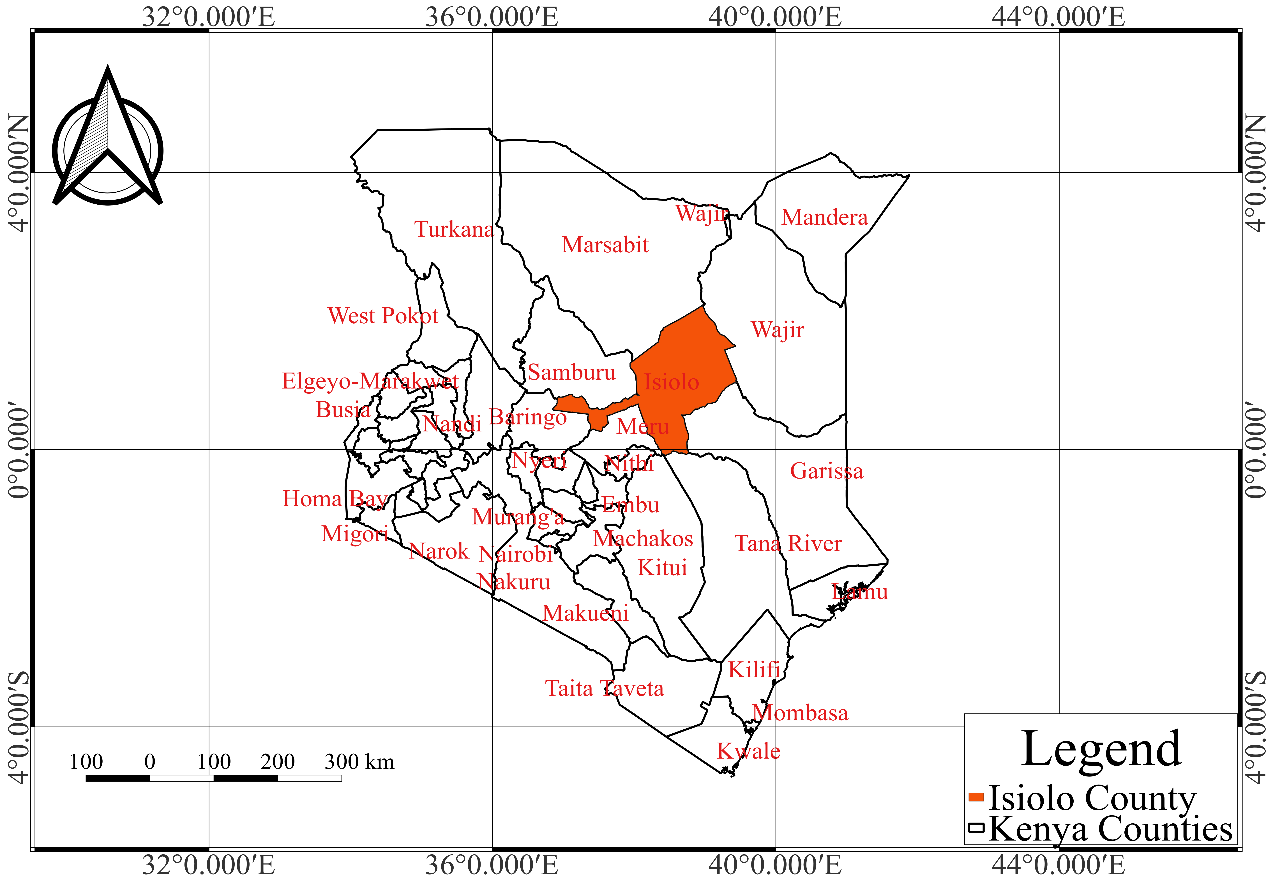 32°0.000′E 36°0.000′E 40°0.000′E 44°0.000′E
4°0.000′N
4°0.000′N
Wajir
Mandera
Turkana
Marsabit
West Pokot
Wajir
Samburu
Isiolo
Elgeyo-Marakwet
Busia
Nandi
Baringo
Meru
0°0.000′
0°0.000′
Nyeri
Nithi
Garissa
Homa Bay
Embu
Murang'a
Migori
Machakos
Tana River
Narok
Nairobi
Kitui
Nakuru
Lamu
Makueni
Kilifi
Taita Taveta
Mombasa
4°0.000′S
4°0.000′S
Kwale
100 0 100 200 300 km
Legend
Isiolo County
Kenya Counties
32°0.000′E 36°0.000′E 40°0.000′E 44°0.000′E